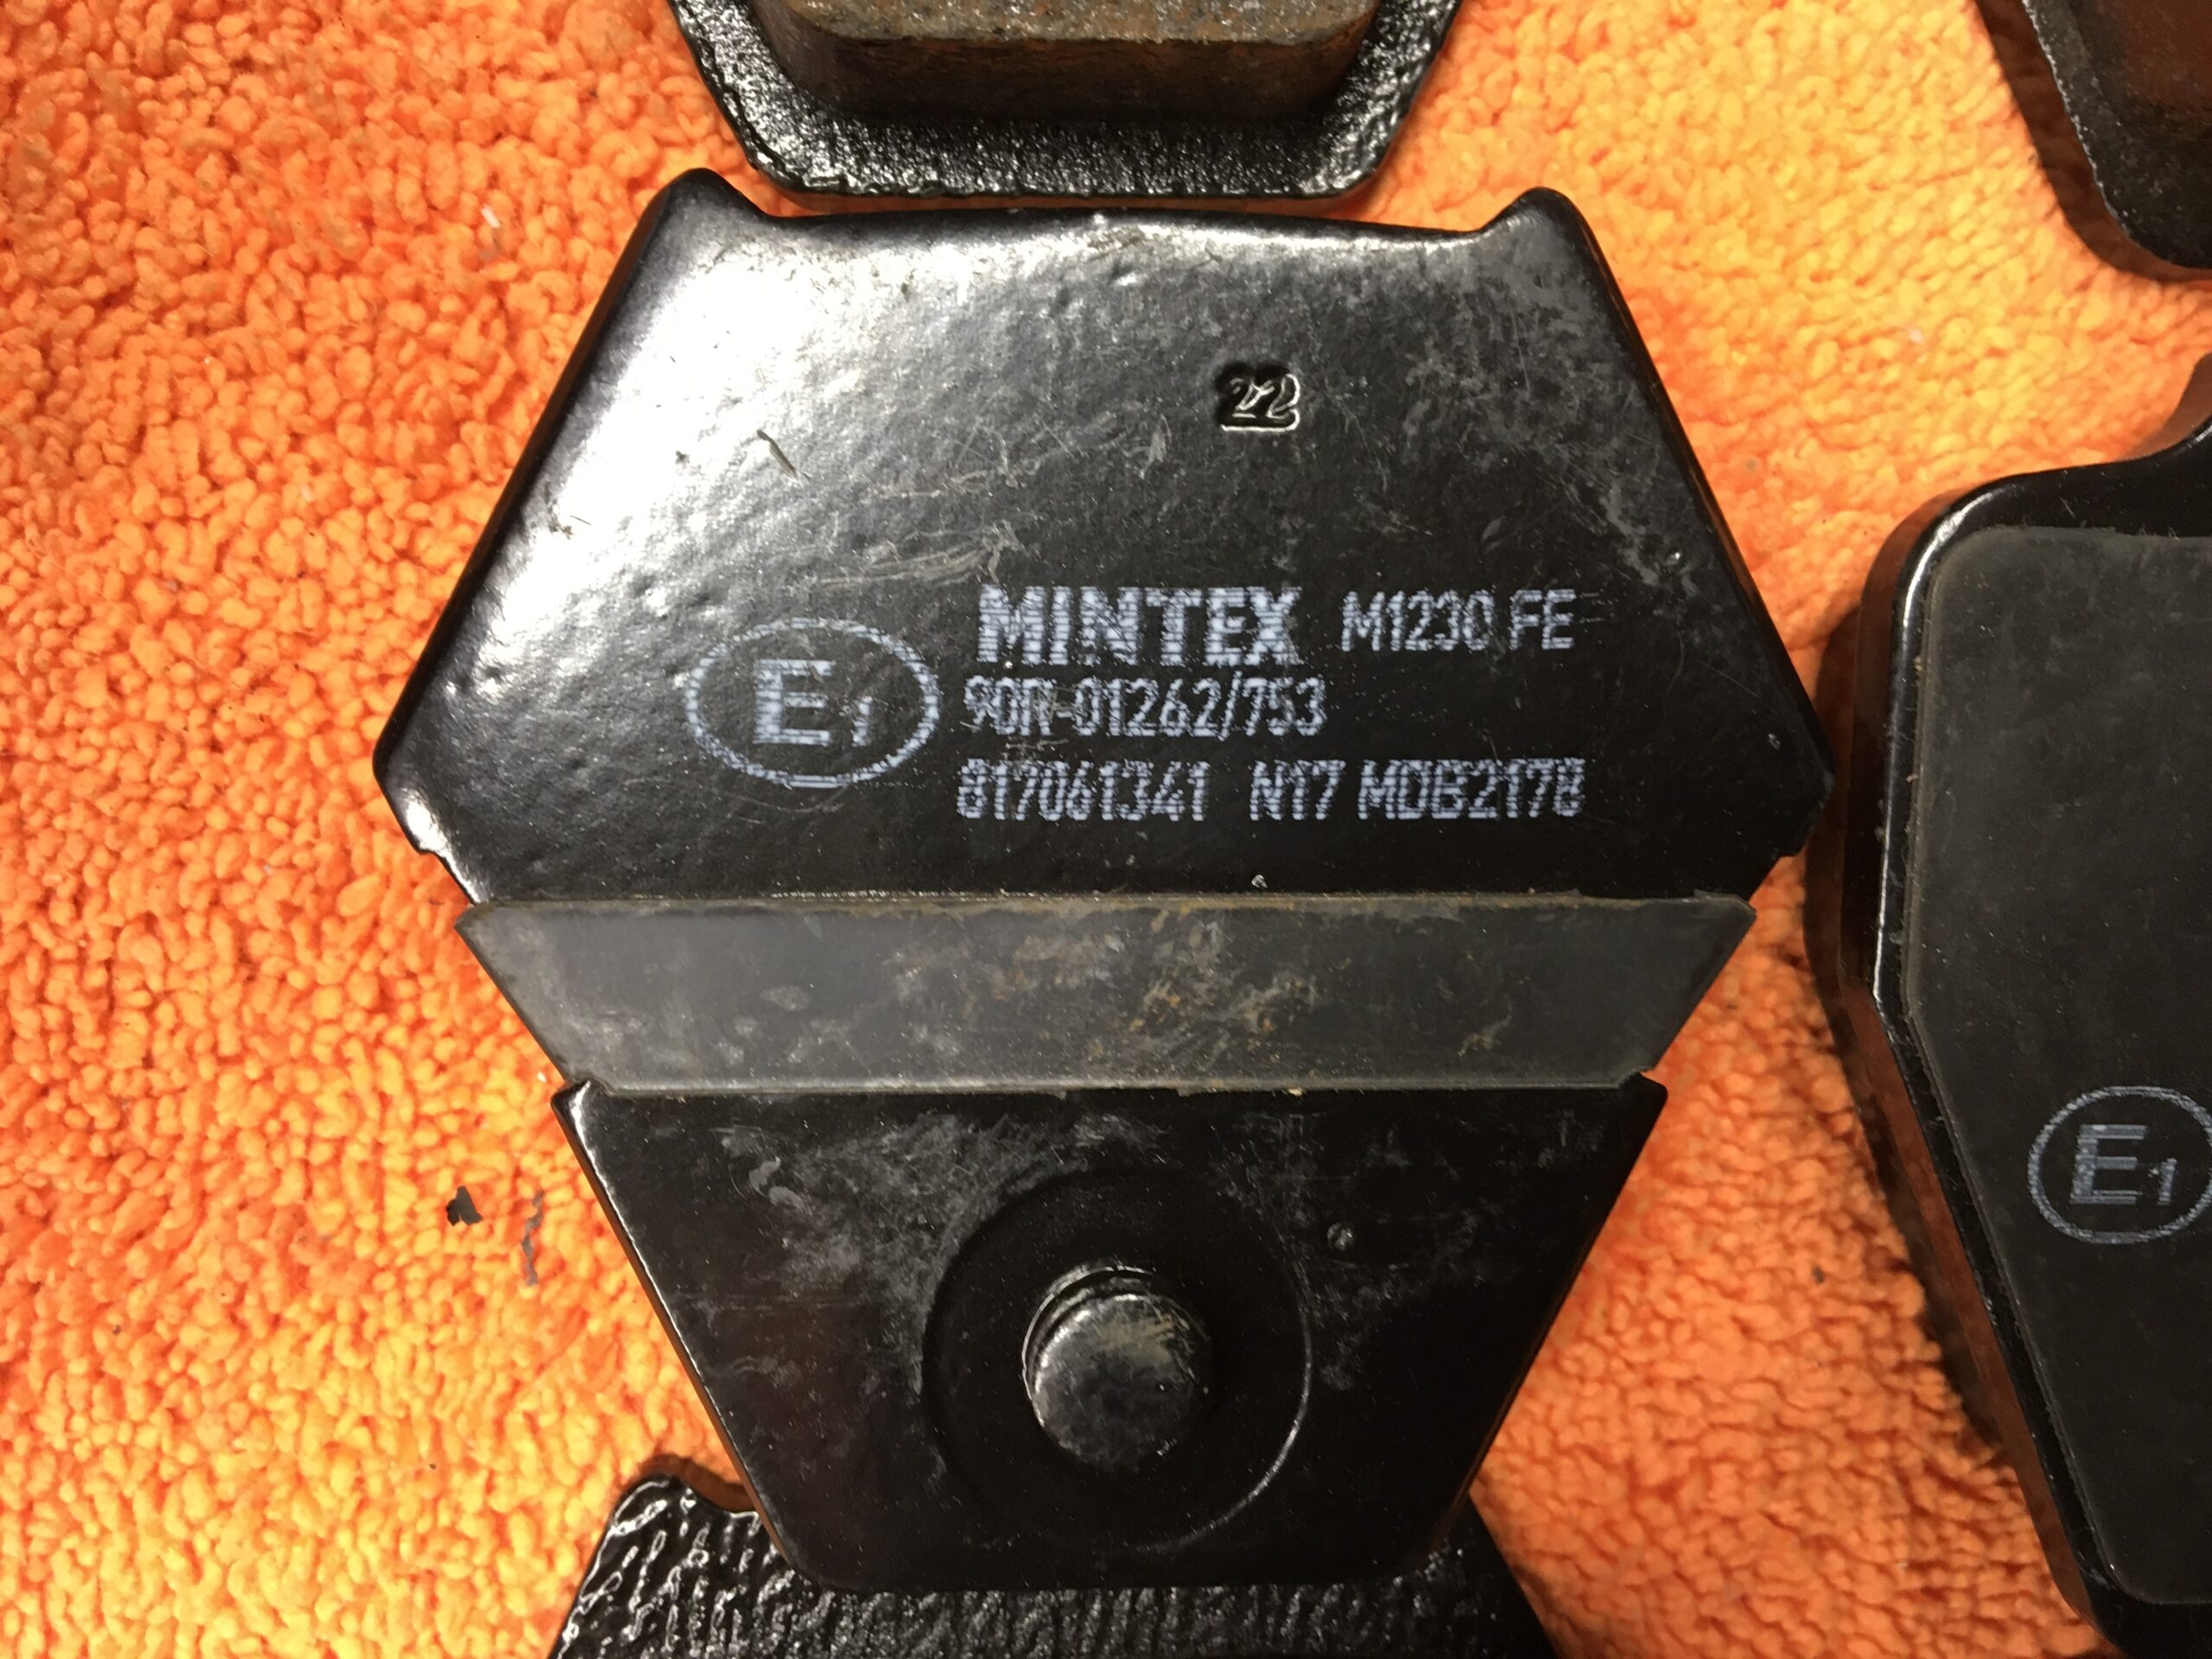 22
MINTEX M1230 FE
E1 90R-01262/753
817061341 N17 MDB2178
E1